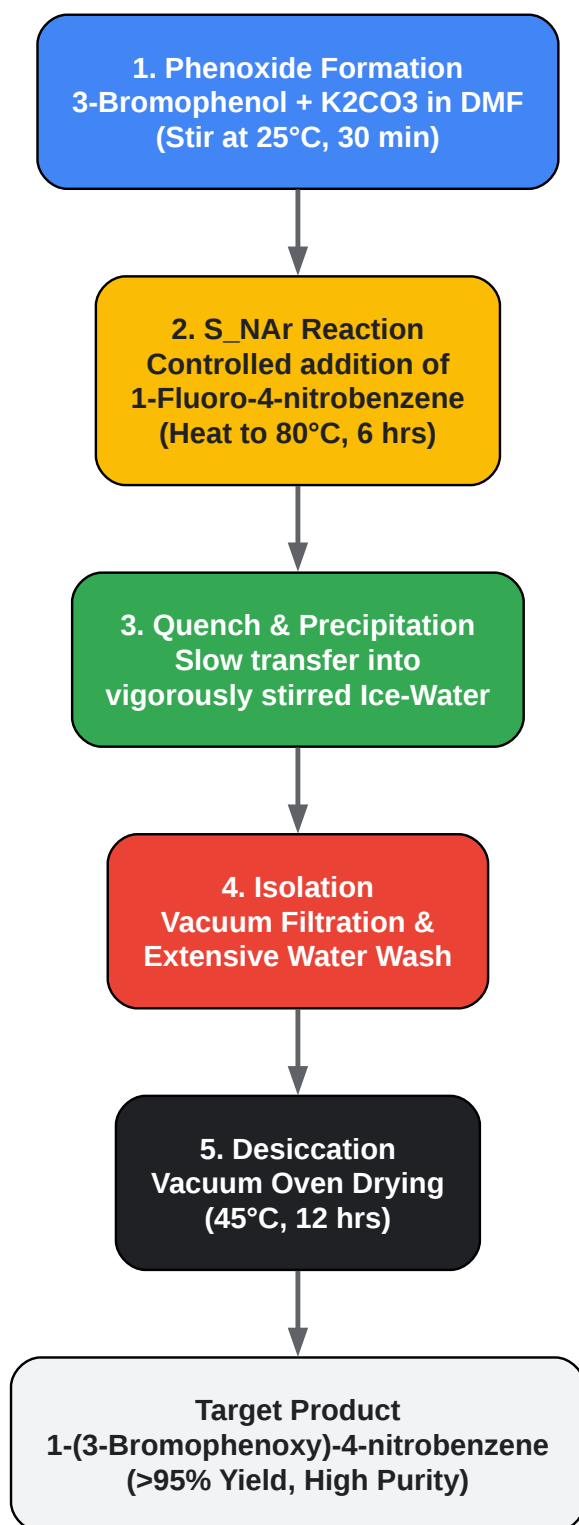 1. Phenoxide Formation
3-Bromophenol + K2CO3 in DMF
(Stir at 25°C, 30 min)
2. S_NAr Reaction
Controlled addition of
1-Fluoro-4-nitrobenzene
(Heat to 80°C, 6 hrs)
3. Quench & Precipitation
Slow transfer into
vigorously stirred Ice-Water
4. Isolation
Vacuum Filtration &
Extensive Water Wash
5. Desiccation
Vacuum Oven Drying
(45°C, 12 hrs)
Target Product
1-(3-Bromophenoxy)-4-nitrobenzene
(>95% Yield, High Purity)